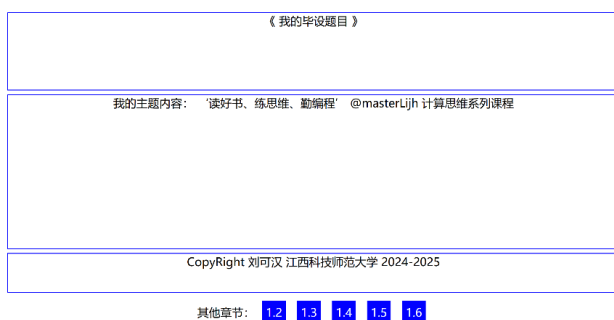 《 我的毕设题目 》
我的主题内容： ‘读好书、练思维、勤编程’ @masterLijh 计算思维系列课程
CopyRight 刘可汉 江西科技师范大学 2024-2025
其他章节： 1.2 1.3 1.4 1.5 1.6